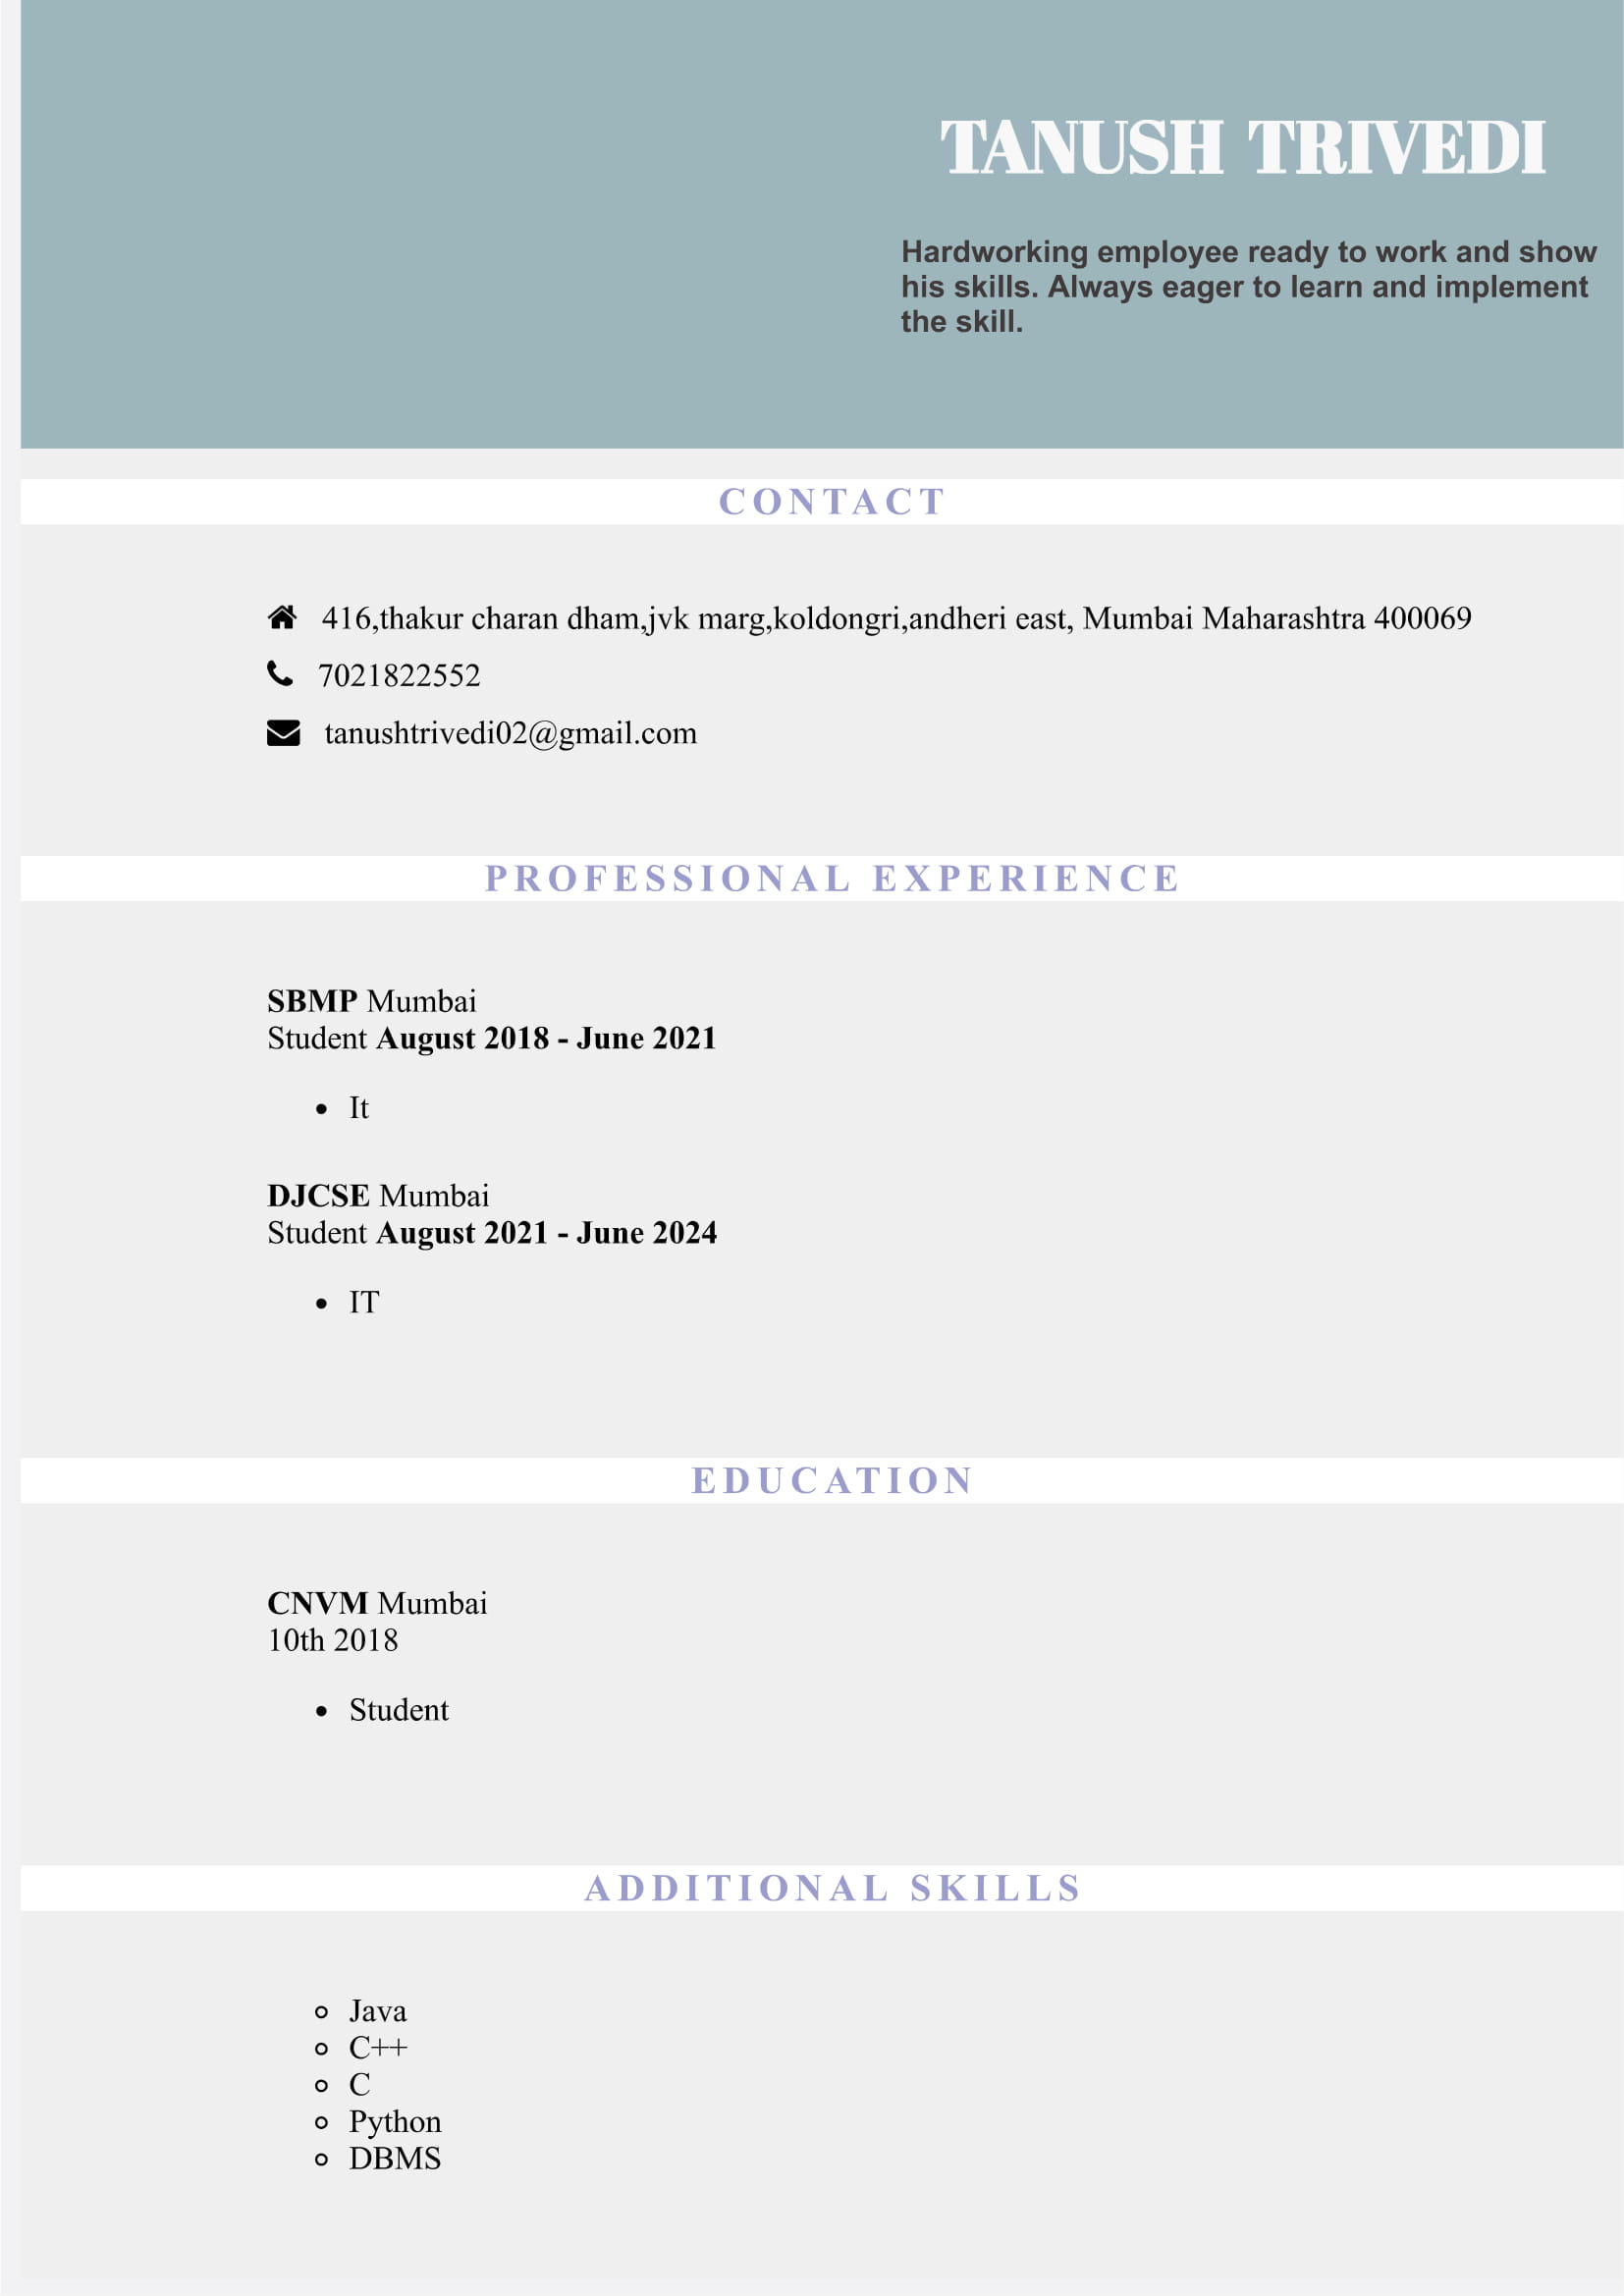 TANUSH TRIVEDI
Hardworking employee ready to work and show
his skills. Always eager to learn and implement
the skill.
CONTACT
416,thakur charan dham,jvk marg,koldongri,andheri east, Mumbai Maharashtra 400069
7021822552
tanushtrivedi02@gmail.com
PROFESSIONAL EXPERIENCE
SBMP Mumbai
Student August 2018 - June 2021
• It
DJCSE Mumbai
Student August 2021 - June 2024
• IT
EDUCATION
CNVM Mumbai
10th 2018
• Student
ADDITIONAL SKILLS
Java
C++
C
Python
DBMS